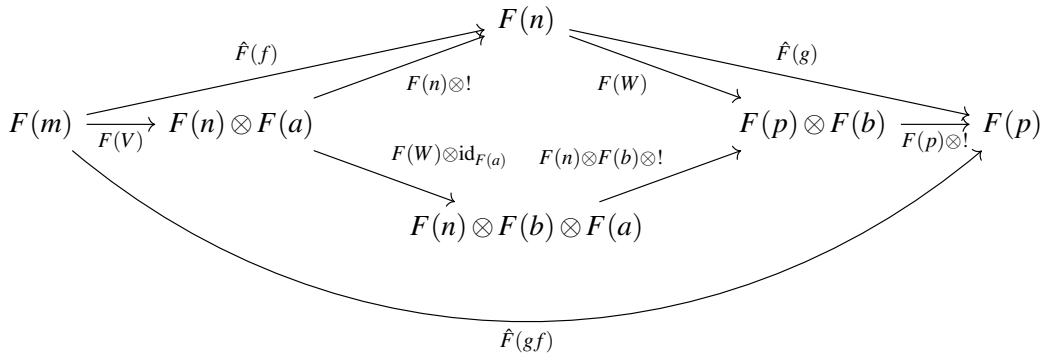 F(n)
F̂(f) F̂(g)
F(n)⊗! F(W)
F(m) F(V) F(n) ⊗ F(a) F(p) ⊗ F(b) F(p)⊗! F(p)
F(W)⊗id_{F(a)} F(n)⊗F(b)⊗!
F(n) ⊗ F(b) ⊗ F(a)
F̂(gf)